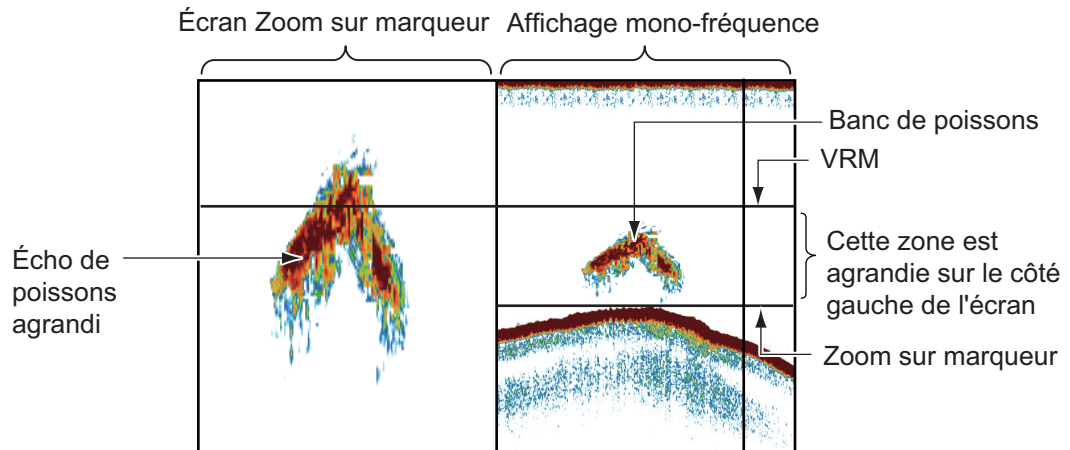 Écran Zoom sur marqueur
Affichage mono-fréquence
Banc de poissons
VRM
Écho de
poissons
agrandi
Cette zone est
agrandie sur le côté
gauche de l'écran
Zoom sur marqueur